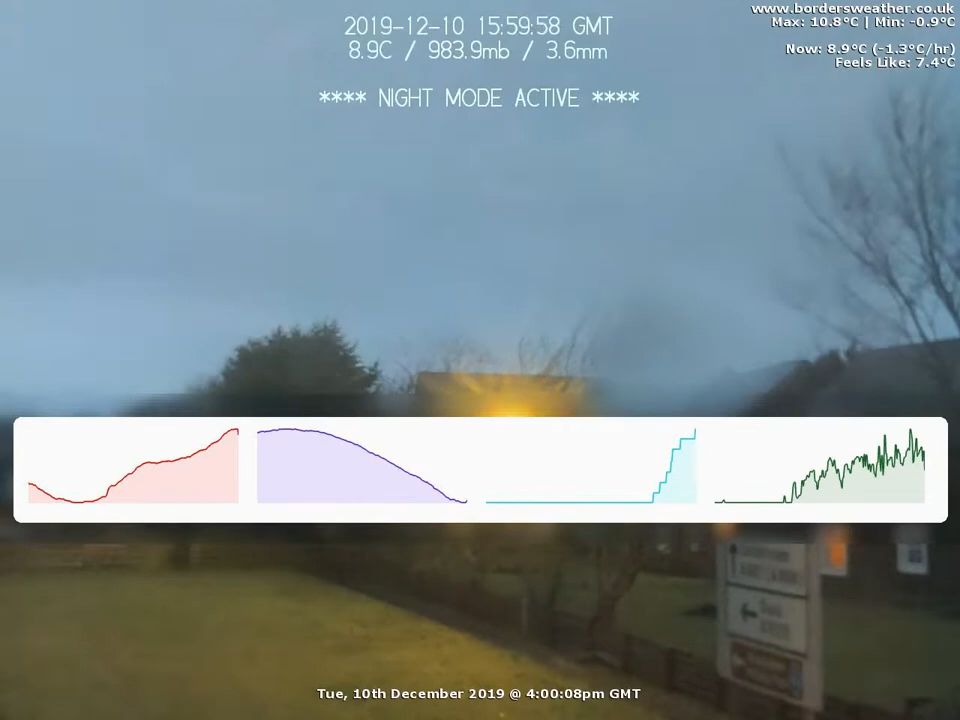 www.bordersweather.co.uk
Max: 10.8°C | Min: -0.9°C
Now: 8.9°C (-1.3°C/hr)
Feels Like: 7.4°C
2019-12-10 15:59:58 GMT
8.9C / 983.9mb / 3.6mm
**** NIGHT MODE ACTIVE ****
Tue, 10th December 2019 @ 4:00:08pm GMT